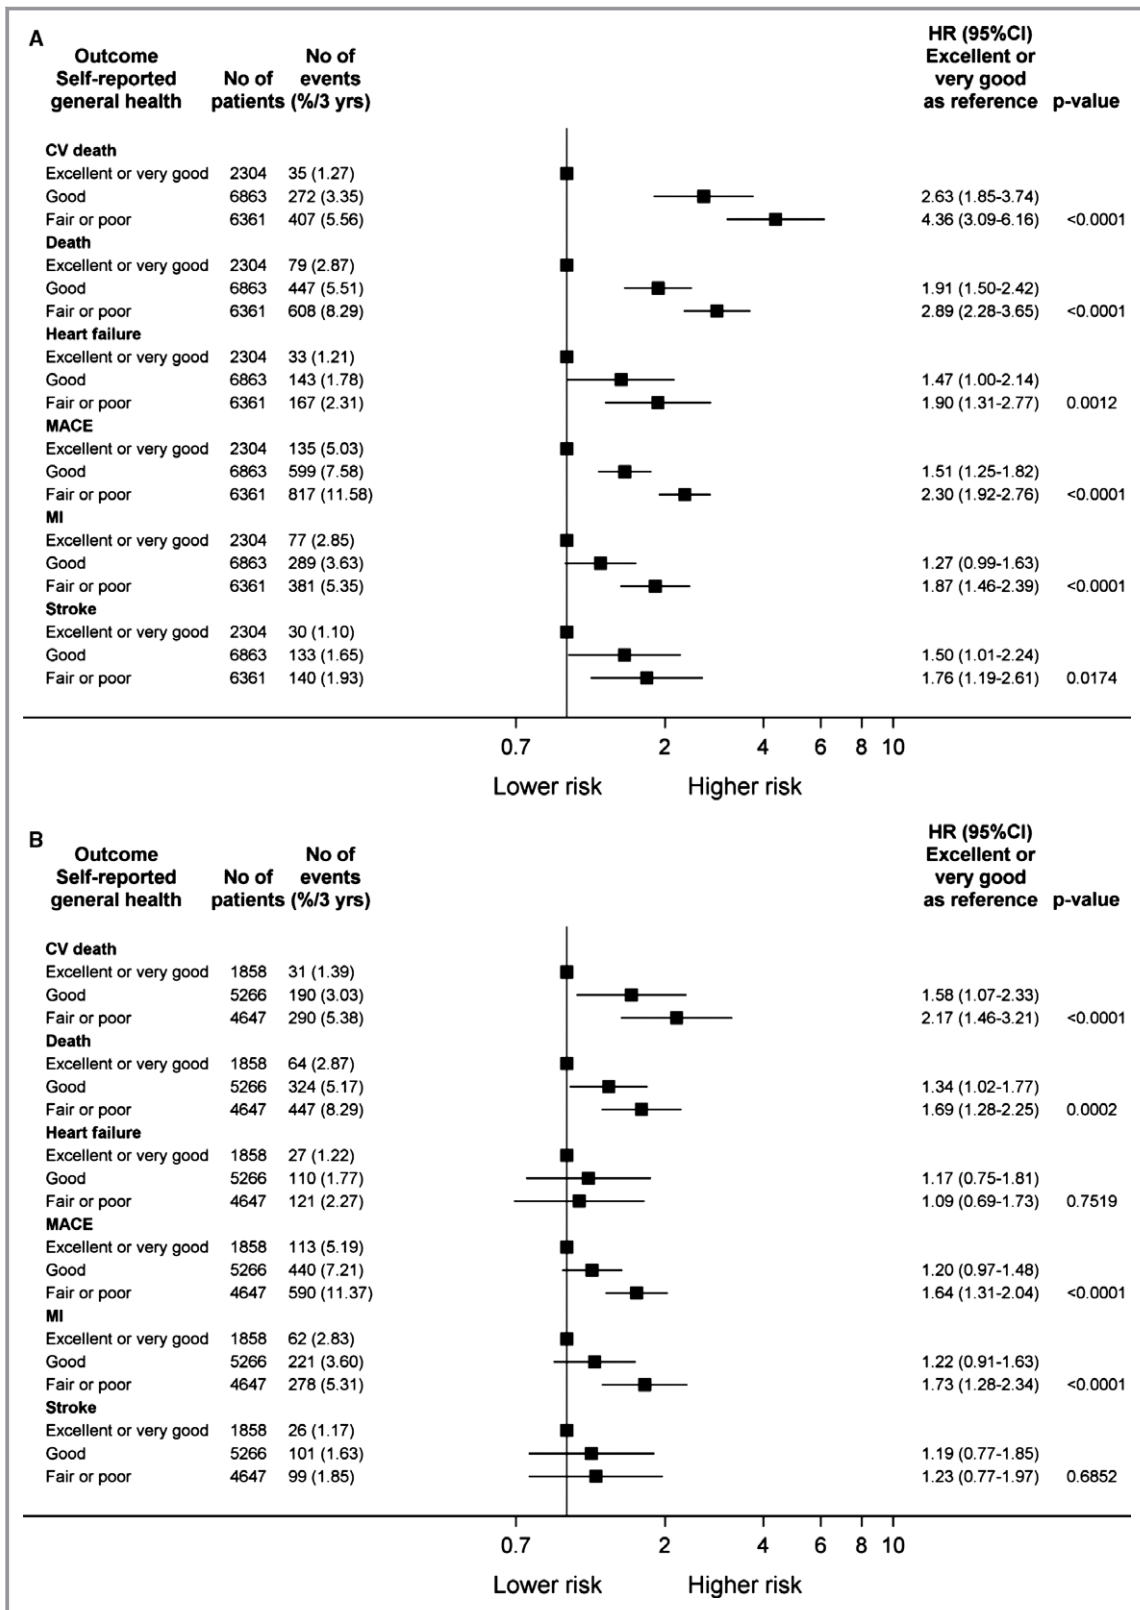 A
Outcome
Self-reported
general health
No of
patients
No of
events
(%/3 yrs)
HR (95%CI)
Excellent or
very good
as reference
p-value
CV death
Excellent or very good 2304 35 (1.27)
Good 6863 272 (3.35) 2.63 (1.85-3.74)
Fair or poor 6361 407 (5.56) 4.36 (3.09-6.16) <0.0001
Death
Excellent or very good 2304 79 (2.87)
Good 6863 447 (5.51) 1.91 (1.50-2.42)
Fair or poor 6361 608 (8.29) 2.89 (2.28-3.65) <0.0001
Heart failure
Excellent or very good 2304 33 (1.21)
Good 6863 143 (1.78) 1.47 (1.00-2.14)
Fair or poor 6361 167 (2.31) 1.90 (1.31-2.77) 0.0012
MACE
Excellent or very good 2304 135 (5.03)
Good 6863 599 (7.58) 1.51 (1.25-1.82)
Fair or poor 6361 817 (11.58) 2.30 (1.92-2.76) <0.0001
MI
Excellent or very good 2304 77 (2.85)
Good 6863 289 (3.63) 1.27 (0.99-1.63)
Fair or poor 6361 381 (5.35) 1.87 (1.46-2.39) <0.0001
Stroke
Excellent or very good 2304 30 (1.10)
Good 6863 133 (1.65) 1.50 (1.01-2.24)
Fair or poor 6361 140 (1.93) 1.76 (1.19-2.61) 0.0174
0.7 2 4 6 8 10
Lower risk Higher risk
B
Outcome
Self-reported
general health
No of
patients
No of
events
(%/3 yrs)
HR (95%CI)
Excellent or
very good
as reference
p-value
CV death
Excellent or very good 1858 31 (1.39)
Good 5266 190 (3.03) 1.58 (1.07-2.33)
Fair or poor 4647 290 (5.38) 2.17 (1.46-3.21) <0.0001
Death
Excellent or very good 1858 64 (2.87)
Good 5266 324 (5.17) 1.34 (1.02-1.77)
Fair or poor 4647 447 (8.29) 1.69 (1.28-2.25) 0.0002
Heart failure
Excellent or very good 1858 27 (1.22)
Good 5266 110 (1.77) 1.17 (0.75-1.81)
Fair or poor 4647 121 (2.27) 1.09 (0.69-1.73) 0.7519
MACE
Excellent or very good 1858 113 (5.19)
Good 5266 440 (7.21) 1.20 (0.97-1.48)
Fair or poor 4647 590 (11.37) 1.64 (1.31-2.04) <0.0001
MI
Excellent or very good 1858 62 (2.83)
Good 5266 221 (3.60) 1.22 (0.91-1.63)
Fair or poor 4647 278 (5.31) 1.73 (1.28-2.34) <0.0001
Stroke
Excellent or very good 1858 26 (1.17)
Good 5266 101 (1.63) 1.19 (0.77-1.85)
Fair or poor 4647 99 (1.85) 1.23 (0.77-1.97) 0.6852
0.7 2 4 6 8 10
Lower risk Higher risk